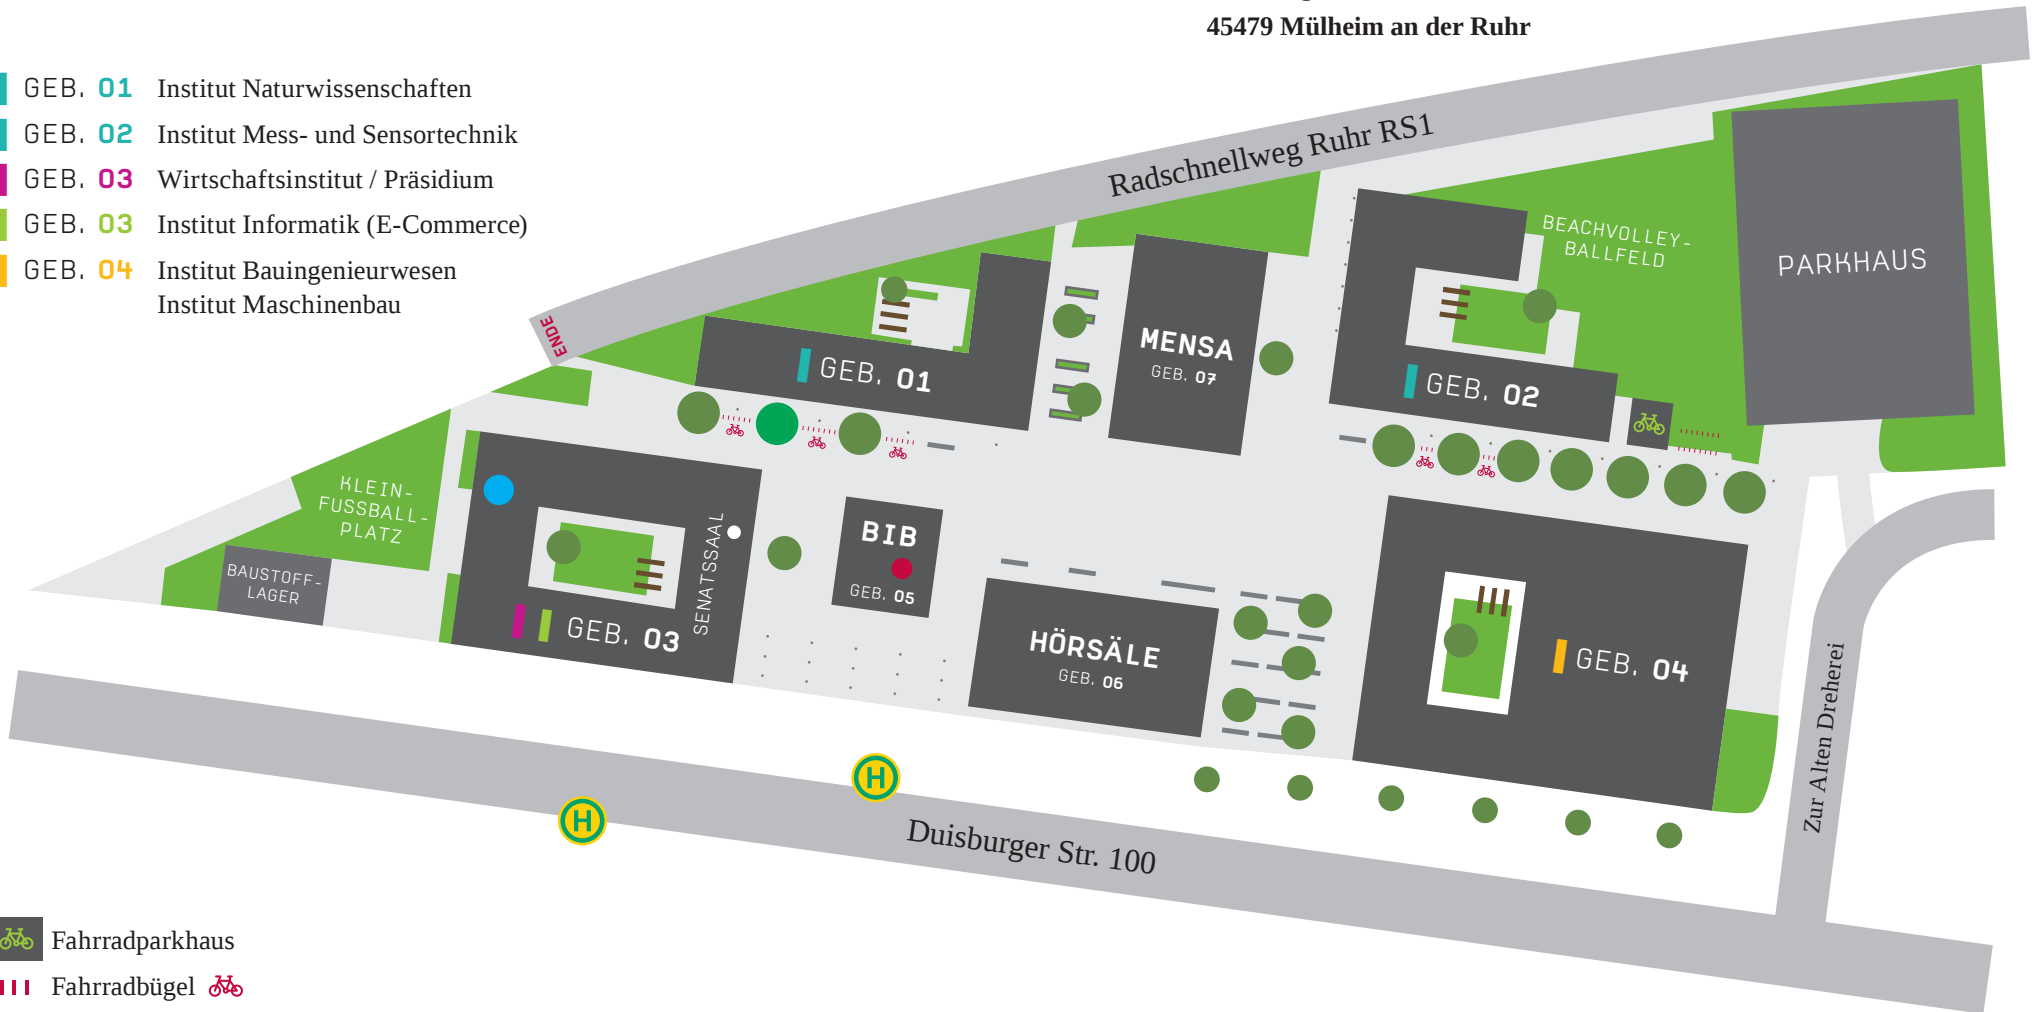 45479 Mülheim an der Ruhr
GEB. 01 Institut Naturwissenschaften
GEB. 02 Institut Mess- und Sensortechnik
GEB. 03 Wirtschaftsinstitut / Präsidium
GEB. 03 Institut Informatik (E-Commerce)
GEB. 04 Institut Bauingenieurwesen
Institut Maschinenbau
Radschnellweg Ruhr RS1
ENDE
BEACHVOLLEY-
BALLFELD
PARKHAUS
MENSA
GEB. 07
GEB. 01
GEB. 02
KLEIN-
FUSSBALL-
PLATZ
BAUSTOFF-
LAGER
SENATSSAAL
GEB. 03
BIB
GEB. 05
HÖRSÄLE
GEB. 06
GEB. 04
Zur Alten Dreherei
H
H
Duisburger Str. 100
Fahrradparkhaus
Fahrradbügel